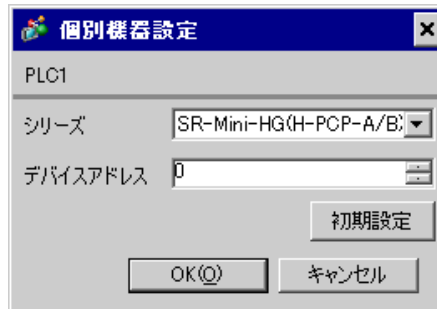 個別機器設定
PLC1
シリーズ SR-Mini-HG(H-PCP-A/B)
デバイスアドレス 0
初期設定
OK(O) キャンセル